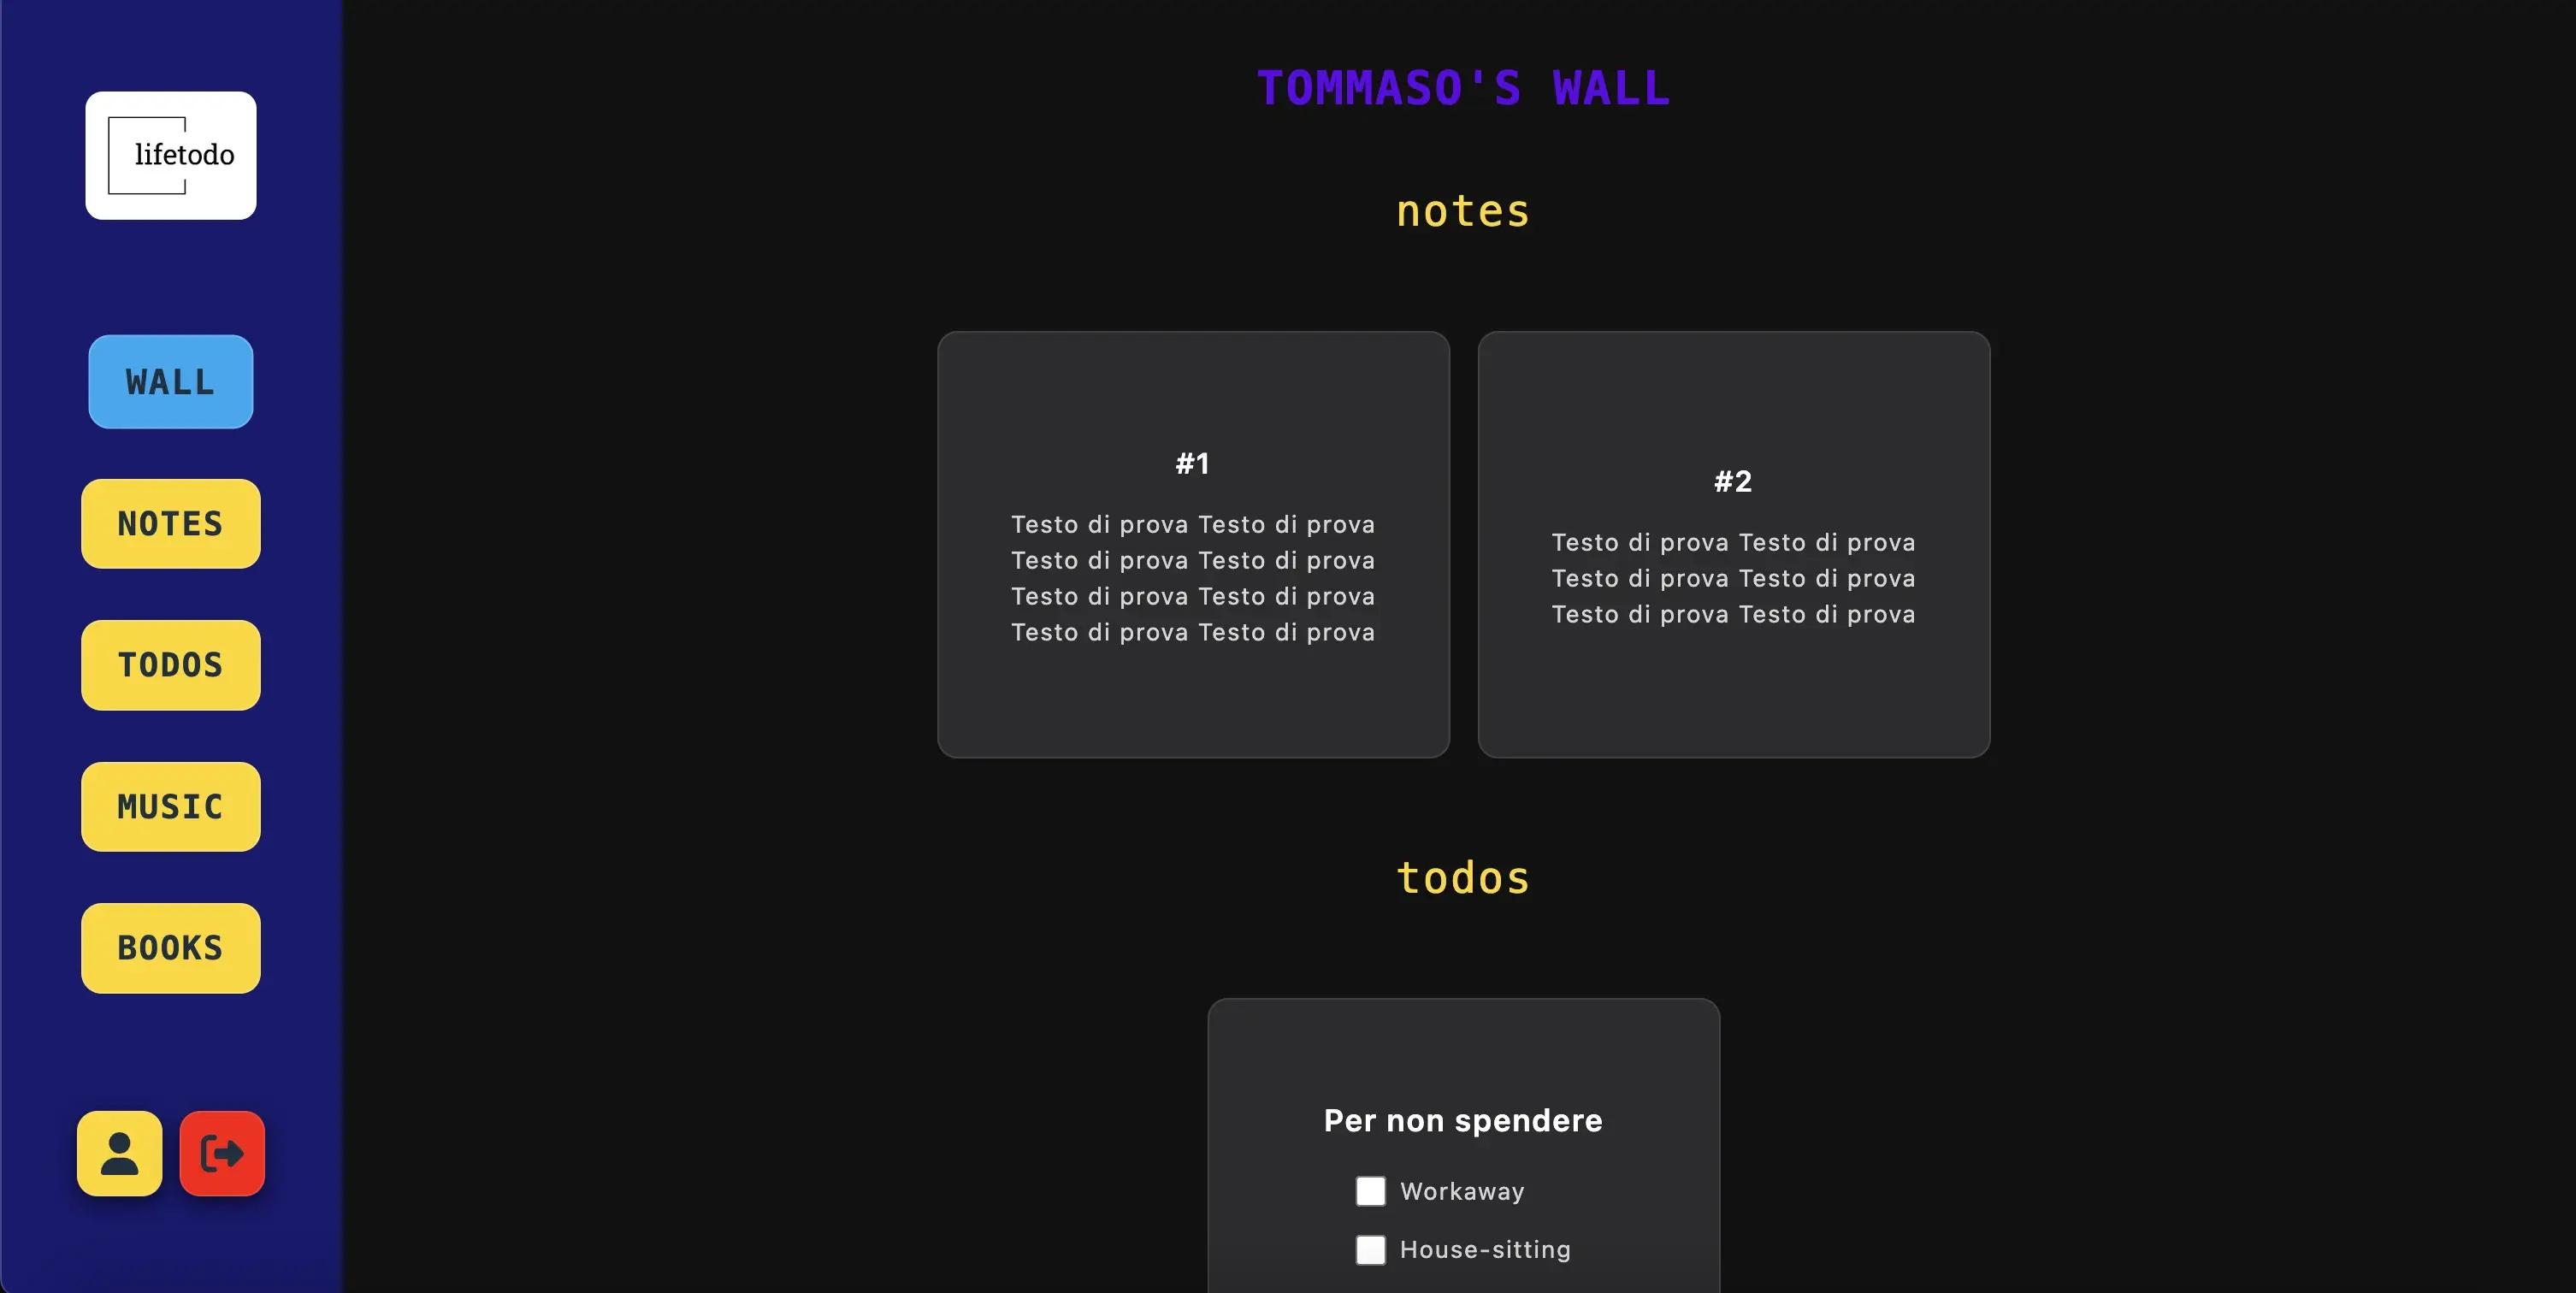 lifetodo
WALL
NOTES
TODOS
MUSIC
BOOKS
TOMMASO'S WALL
notes
#1
Testo di prova Testo di prova
Testo di prova Testo di prova
Testo di prova Testo di prova
Testo di prova Testo di prova
#2
Testo di prova Testo di prova
Testo di prova Testo di prova
Testo di prova Testo di prova
todos
Per non spendere
Workaway
House-sitting